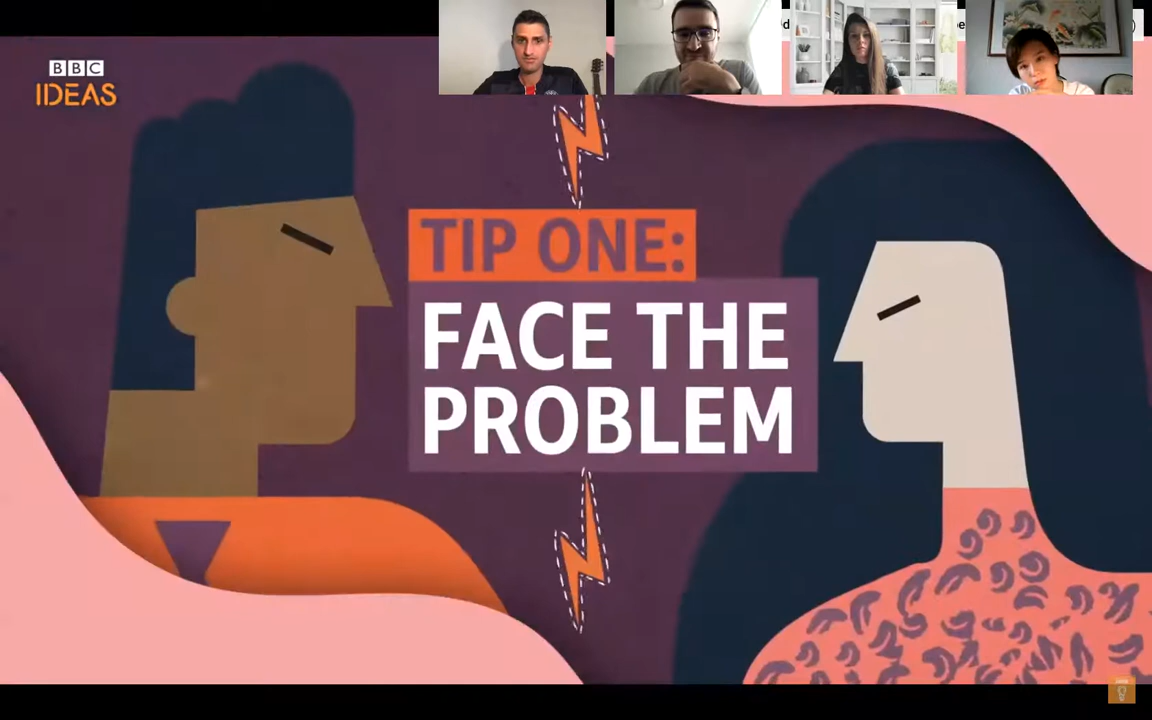 BBC
IDEAS
TIP ONE:
FACE THE
PROBLEM